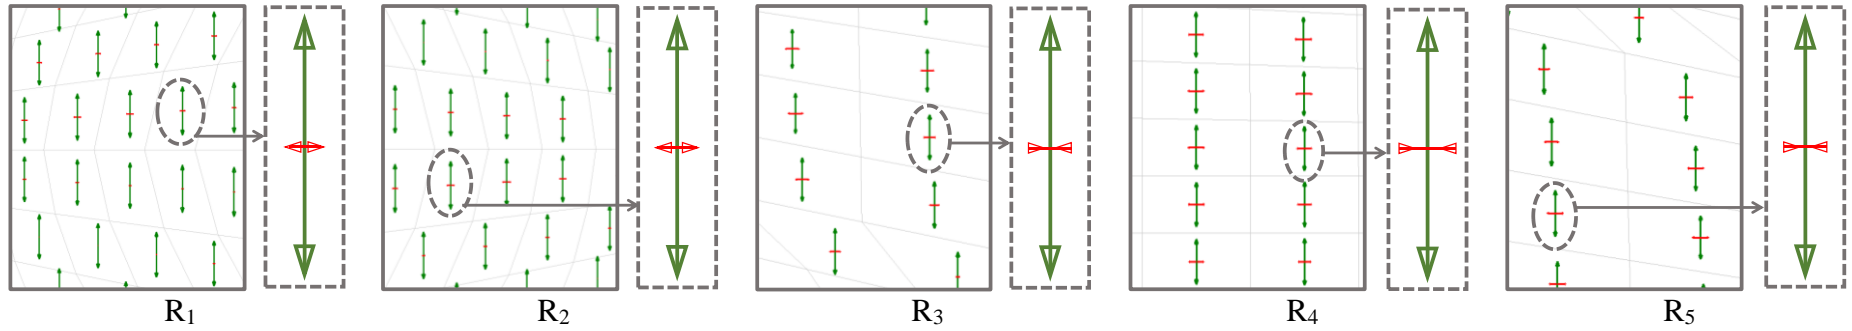 R₁ R₂ R₃ R₄ R₅